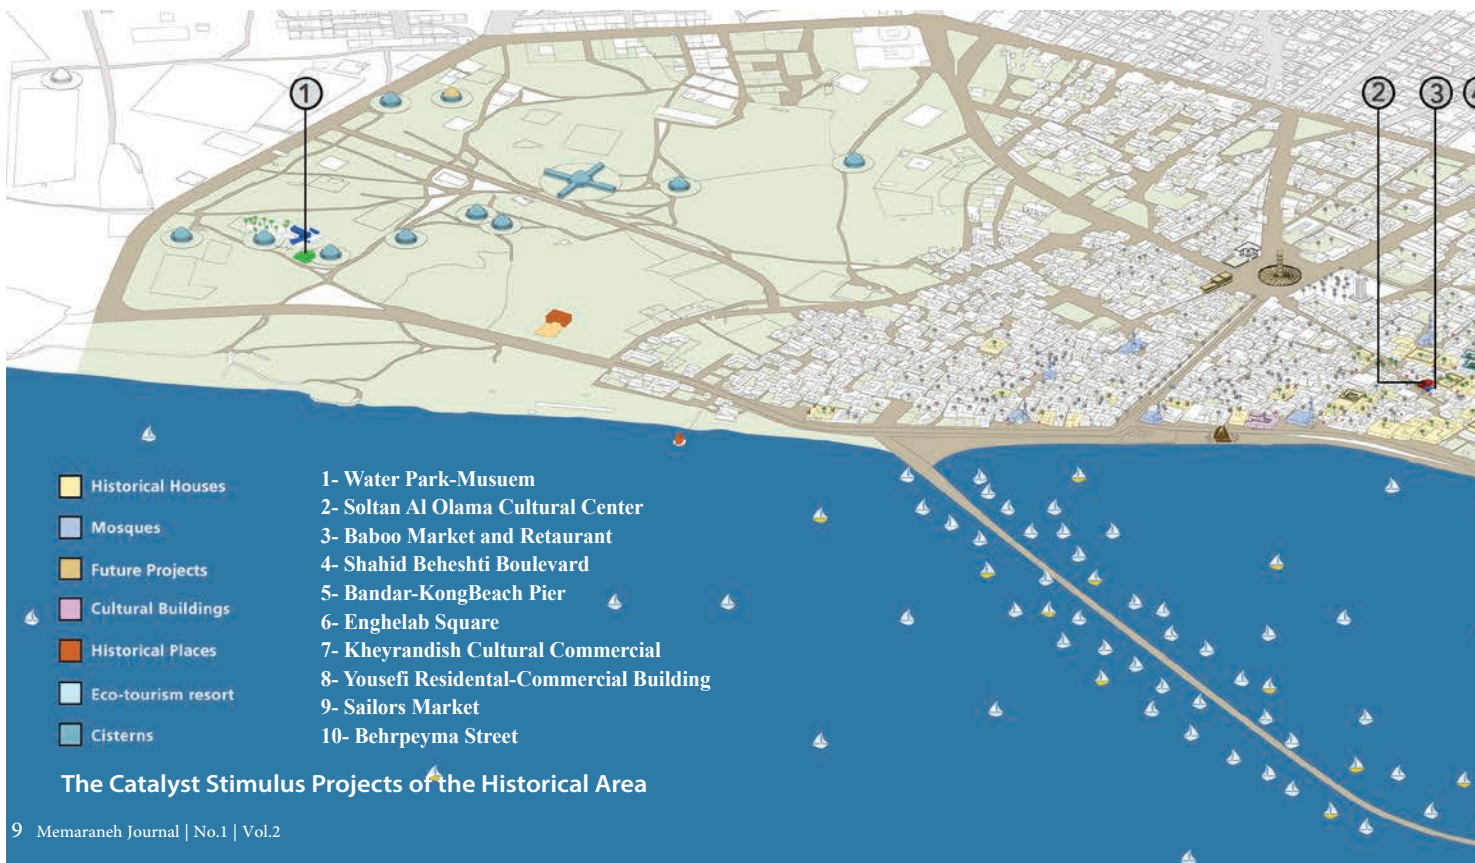 1
2
3
4
Historical Houses
Mosques
Future Projects
Cultural Buildings
Historical Places
Eco-tourism resort
Cisterns
1- Water Park-Musuem
2- Soltan Al Olama Cultural Center
3- Baboo Market and Retaurant
4- Shahid Beheshti Boulevard
5- Bandar-KongBeach Pier
6- Enghelab Square
7- Kheyrandish Cultural Commercial
8- Yousefi Residental-Commercial Building
9- Sailors Market
10- Behrpeyma Street
The Catalyst Stimulus Projects of the Historical Area
9 Memaraneh Journal | No.1 | Vol.2